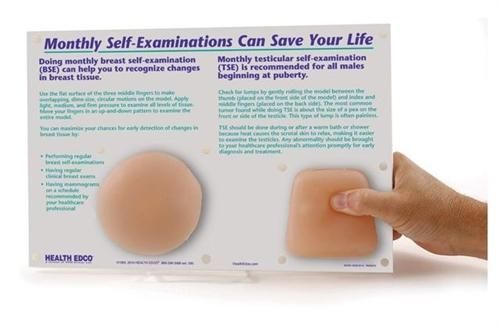 Monthly Self-Examinations Can Save Your Life
Doing monthly breast self-examination
(BSE) can help you to recognize changes
in breast tissue.
Use the flat surface of the three middle fingers to make
overlapping, dime-size, circular motions on the model. Apply
light, medium, and firm pressure to examine all levels of tissue.
Move your fingers in an up-and-down pattern to examine the
entire model.
You can maximize your chances for early detection of changes in
breast tissue by:
• Performing regular
breast self-examinations
• Having regular
clinical breast exams
• Having mammograms
on a schedule
recommended by
your healthcare
professional
Monthly testicular self-examination
(TSE) is recommended for all males
beginning at puberty.
Check for lumps by gently rolling the model between the
thumb (placed on the front side of the model) and index and
middle fingers (placed on the back side). The most common
tumor found while doing TSE is about the size of a pea on the
front or side of the testicle. This type of lump is often painless.
TSE should be done during or after a warm bath or shower
because heat causes the scrotal skin to relax, making it easier
to examine the testicles. Any abnormality should be brought
to your healthcare professional's attention promptly for early
diagnosis and treatment.
HEALTH EDCO®
HEALTH EDCO®
HealthEdco.com